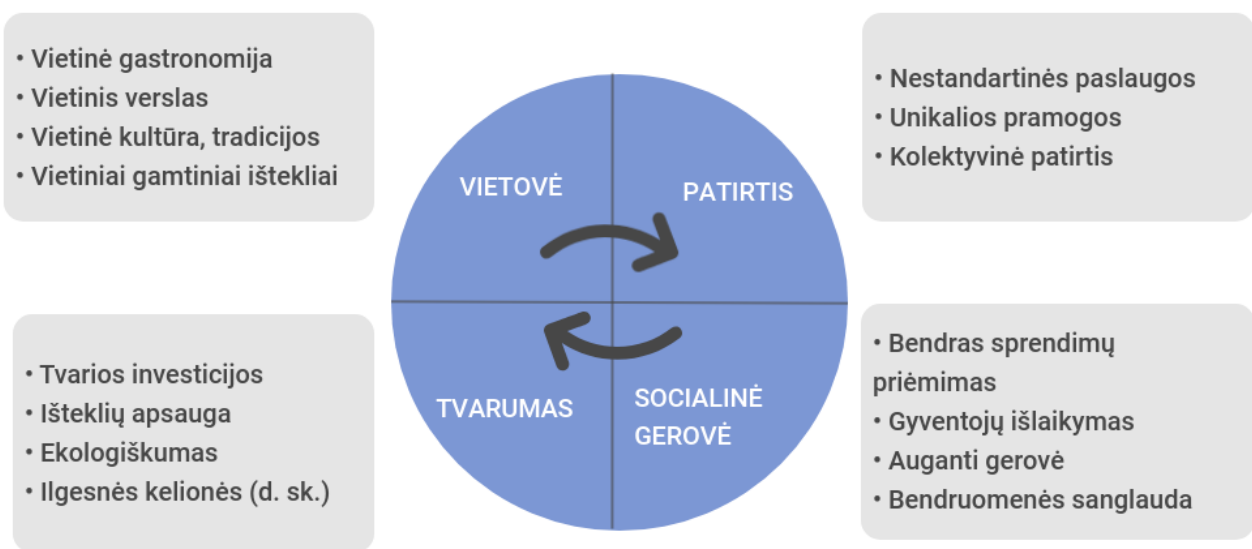 • Vietinė gastronomija
• Vietinis verslas
• Vietinė kultūra, tradicijos
• Vietiniai gamtiniai ištekliai
• Nestandartinės paslaugos
• Unikalios pramogos
• Kolektyvinė patirtis
VIETOVĖ
PATIRTIS
TVARUMAS
SOCIALINĖ
GEROVĖ
• Tvarios investicijos
• Išteklių apsauga
• Ekologiškumas
• Ilgesnės kelionės (d. sk.)
• Bendras sprendimų
priėmimas
• Gyventojų išlaikymas
• Auganti gerovė
• Bendruomenės sanglauda